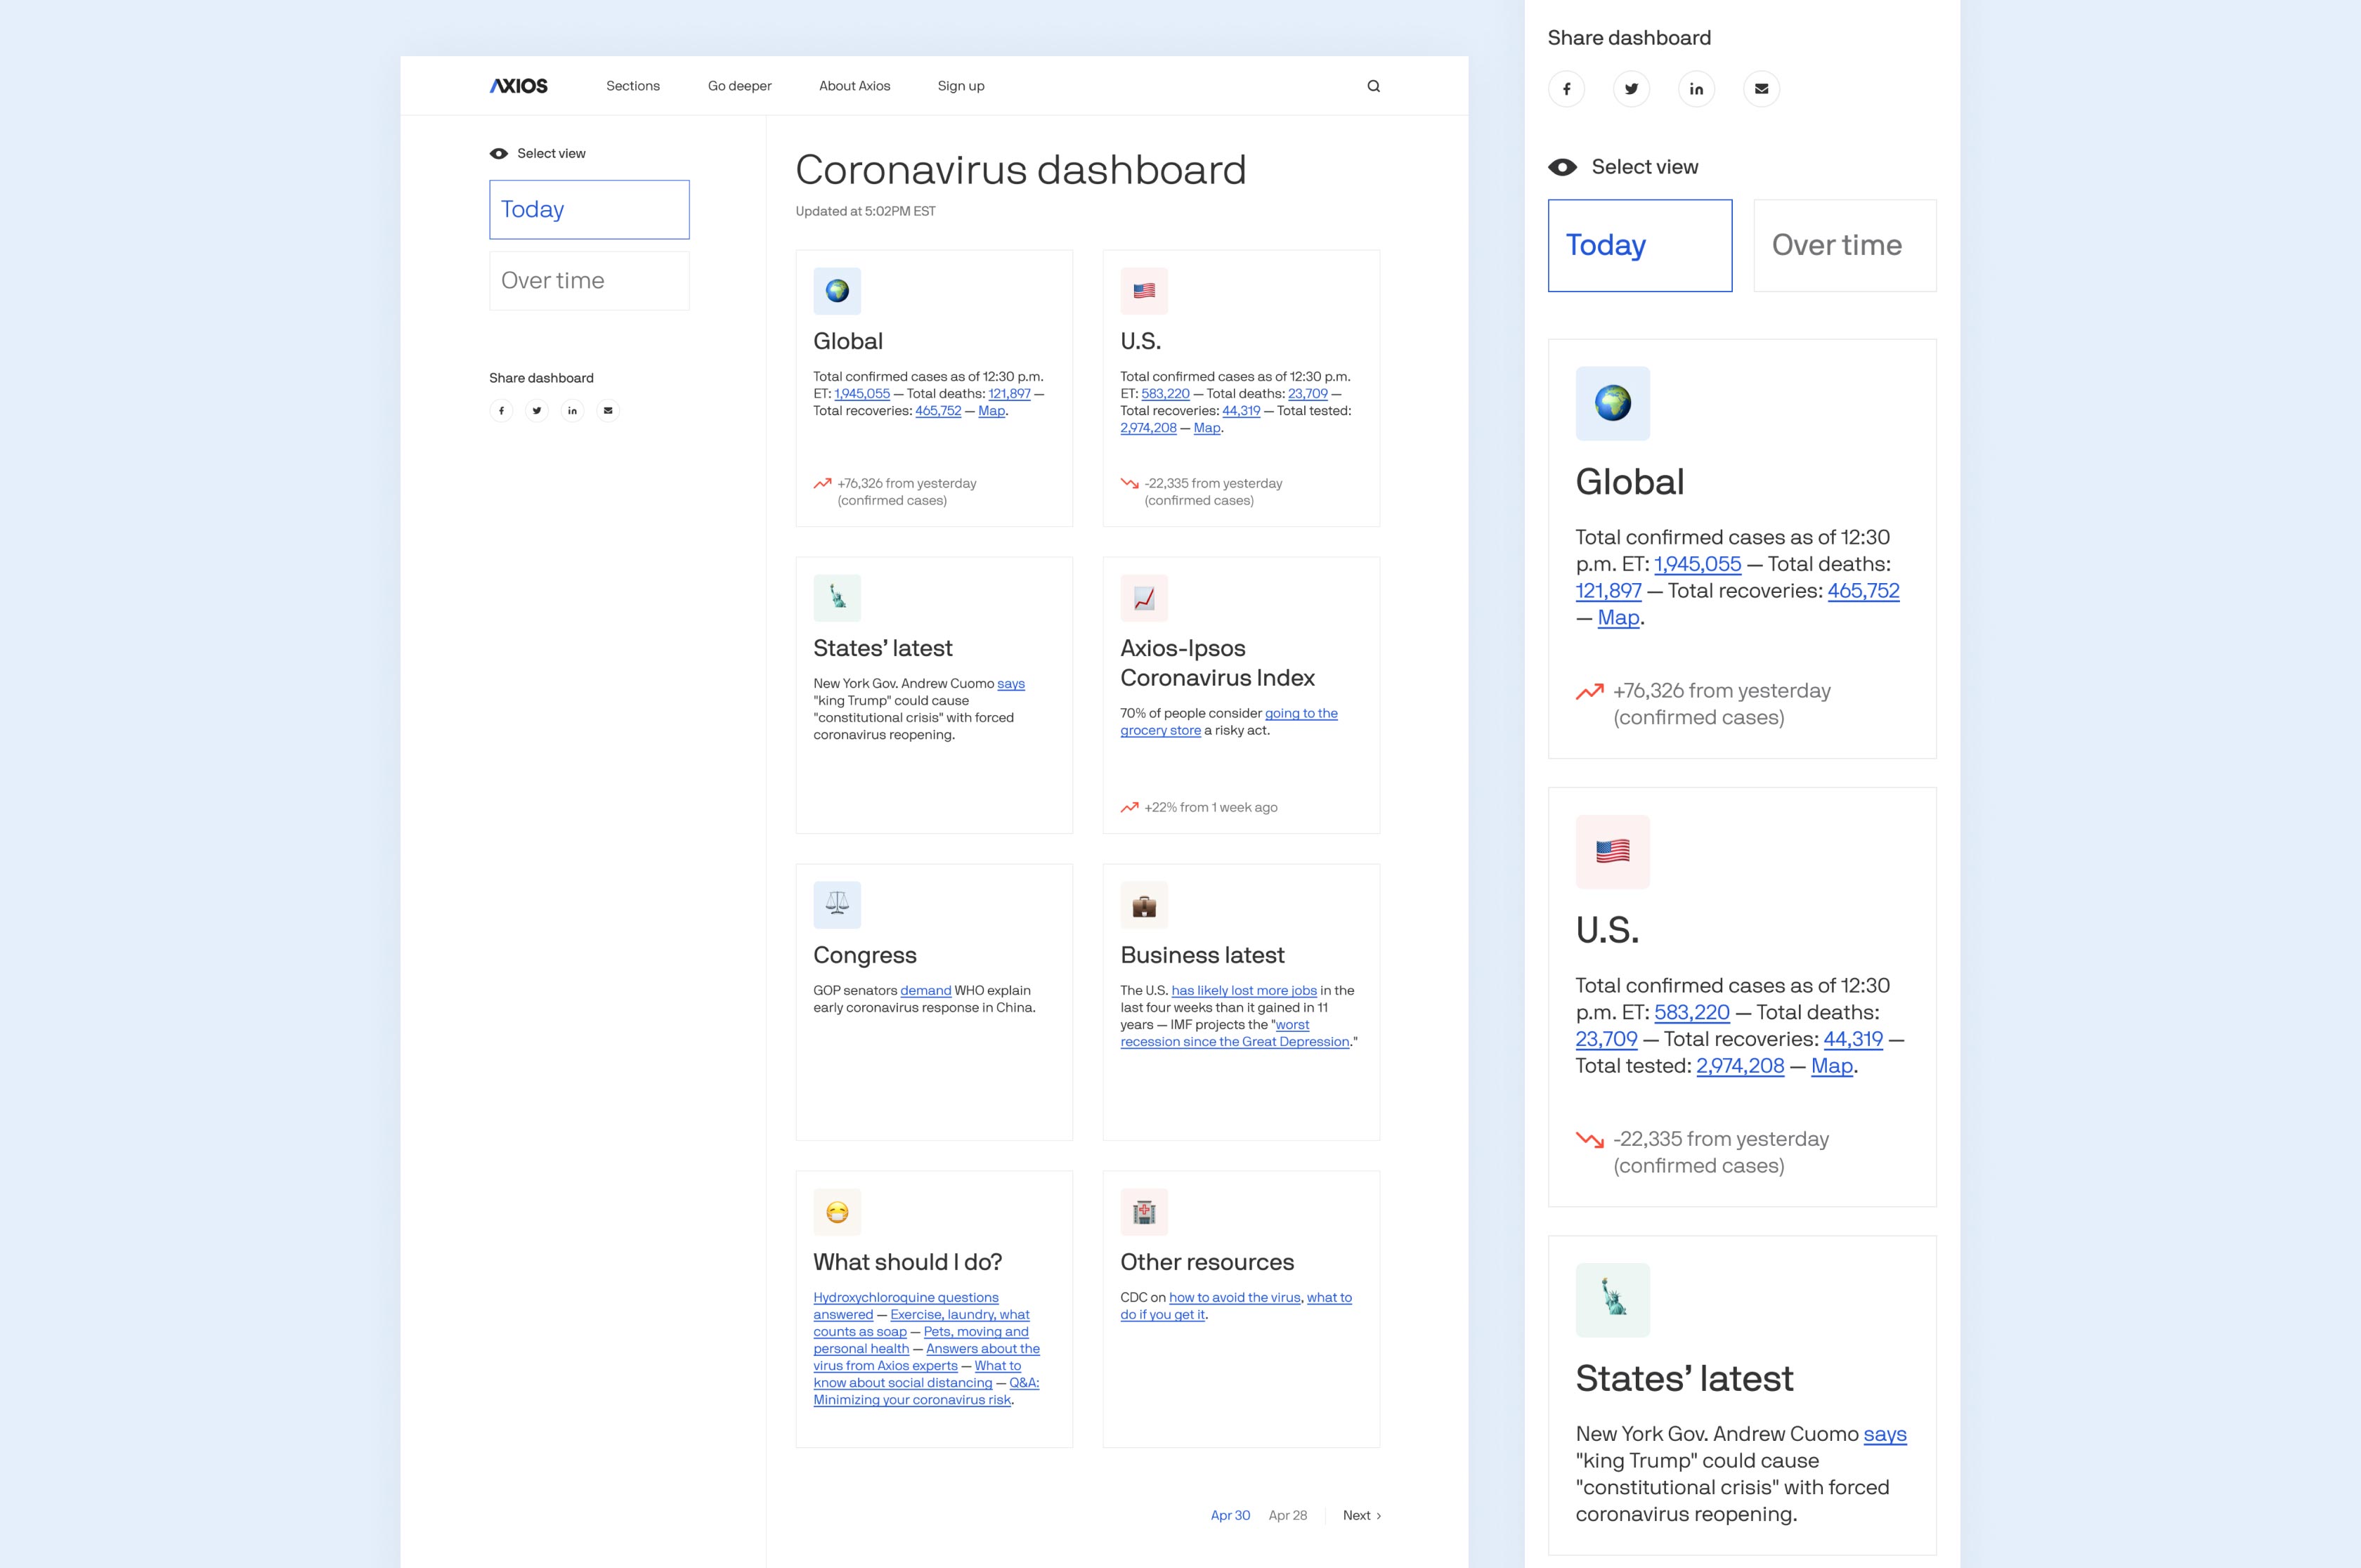 AXIOS
Sections
Go deeper
About Axios
Sign up
Select view
Today
Over time
Share dashboard
f
in
Coronavirus dashboard
Updated at 5:02PM EST
Global
Total confirmed cases as of 12:30 p.m.
ET: 1,945,055 — Total deaths: 121,897 —
Total recoveries: 465,752 — Map.
+76,326 from yesterday
(confirmed cases)
U.S.
Total confirmed cases as of 12:30 p.m.
ET: 583,220 — Total deaths: 23,709 —
Total recoveries: 44,319 — Total tested:
2,974,208 — Map.
-22,335 from yesterday
(confirmed cases)
States’ latest
New York Gov. Andrew Cuomo says
"king Trump" could cause
"constitutional crisis" with forced
coronavirus reopening.
Axios-Ipsos
Coronavirus Index
70% of people consider going to the
grocery store a risky act.
+22% from 1 week ago
Congress
GOP senators demand WHO explain
early coronavirus response in China.
Business latest
The U.S. has likely lost more jobs in the
last four weeks than it gained in 11
years — IMF projects the "worst
recession since the Great Depression."
What should I do?
Hydroxychloroquine questions
answered — Exercise, laundry, what
counts as soap — Pets, moving and
personal health — Answers about the
virus from Axios experts — What to
know about social distancing — Q&A:
Minimizing your coronavirus risk.
Other resources
CDC on how to avoid the virus, what to
do if you get it.
Apr 30
Apr 28
Next ›
Share dashboard
f
in
Select view
Today
Over time
Global
Total confirmed cases as of 12:30
p.m. ET: 1,945,055 — Total deaths:
121,897 — Total recoveries: 465,752
— Map.
+76,326 from yesterday
(confirmed cases)
U.S.
Total confirmed cases as of 12:30
p.m. ET: 583,220 — Total deaths:
23,709 — Total recoveries: 44,319 —
Total tested: 2,974,208 — Map.
-22,335 from yesterday
(confirmed cases)
States’ latest
New York Gov. Andrew Cuomo says
"king Trump" could cause
"constitutional crisis" with forced
coronavirus reopening.